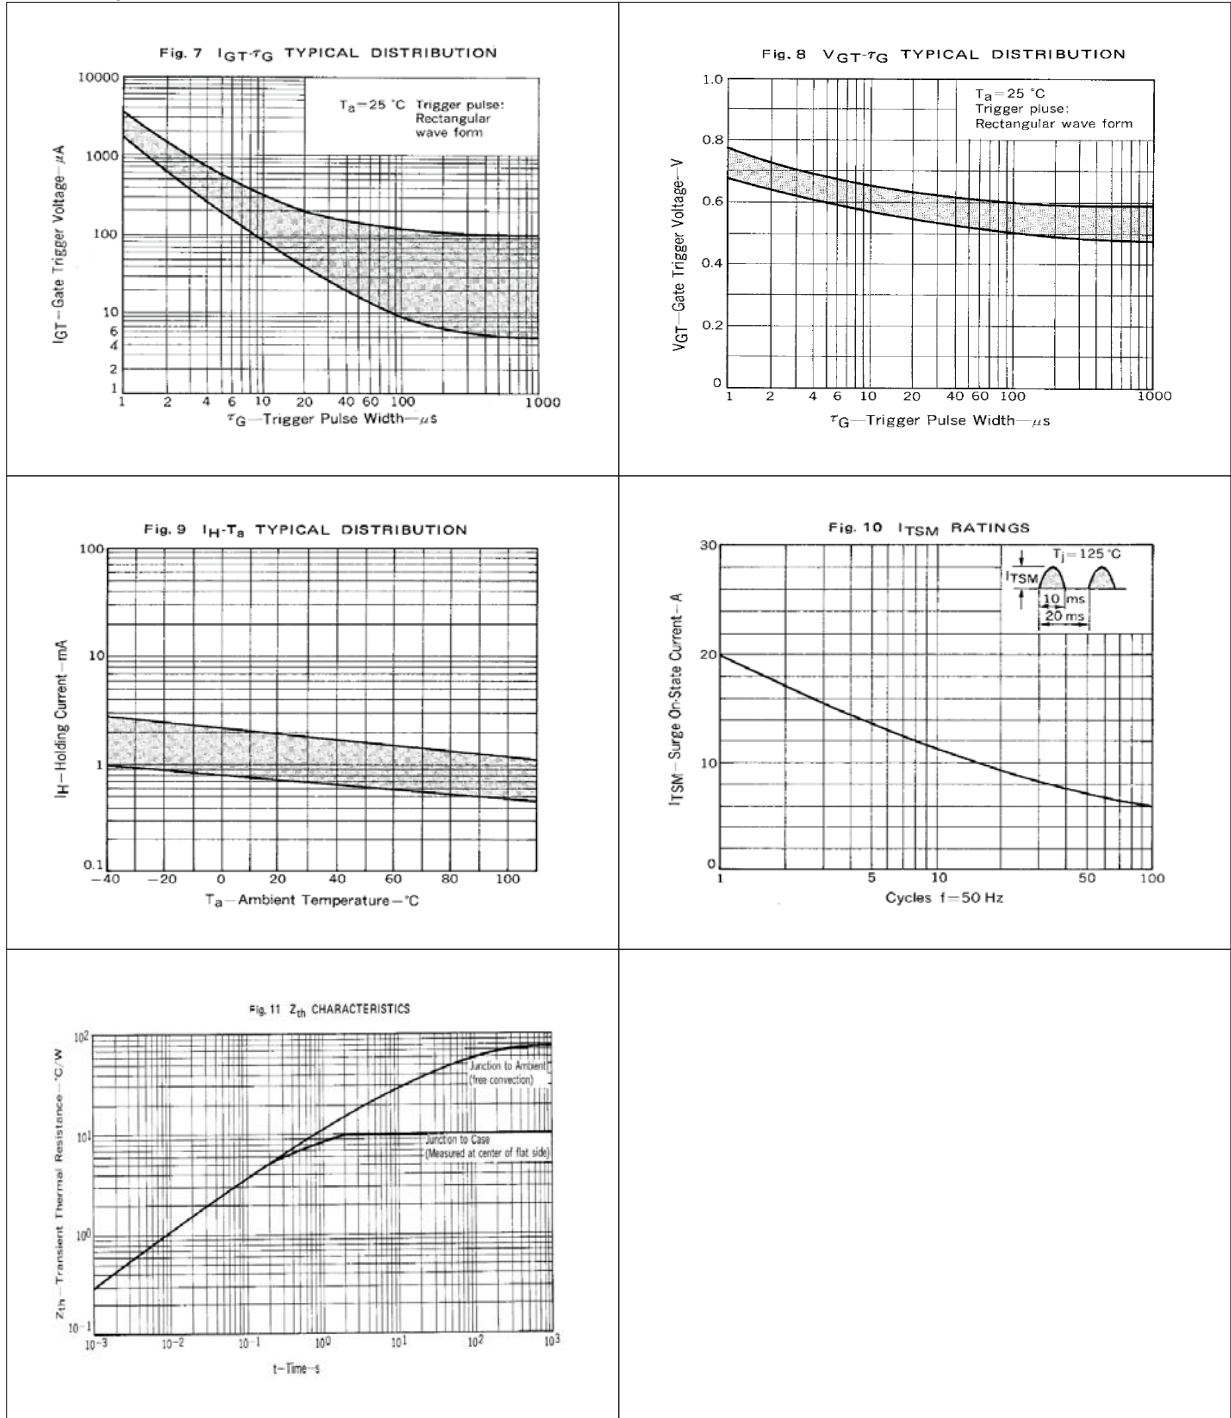 Fig. 7 IGT-τG TYPICAL DISTRIBUTION
10000
1000
100
10
6
4
2
1
IGT—Gate Trigger Voltage—μA
Ta=25 °C Trigger pulse:
Rectangular
wave form
1 2 4 6 10 20 40 60 100 1000
τG—Trigger Pulse Width—μs
Fig. 8 VGT-τG TYPICAL DISTRIBUTION
1.0
0.8
0.6
0.4
0.2
0
VGT—Gate Trigger Voltage—V
Ta=25 °C
Trigger pluse:
Rectangular wave form
1 2 4 6 10 20 40 60 100 1000
τG—Trigger Pulse Width—μs
Fig. 9 IH-Ta TYPICAL DISTRIBUTION
100
10
1
0.1
IH—Holding Current—mA
−40 −20 0 20 40 60 80 100
Ta—Ambient Temperature—°C
Fig. 10 ITSM RATINGS
30
20
10
0
ITSM—Surge On-State Current—A
Tj=125 °C
ITSM
10 ms
20 ms
1 5 10 50 100
Cycles f=50 Hz
Fig. 11 Zth CHARACTERISTICS
10²
10¹
10⁰
10⁻¹
Zth—Transient Thermal Resistance—°C/W
Junction to Ambient
(free convection)
Junction to Case
(Measured at center of flat side)
10⁻³ 10⁻² 10⁻¹ 10⁰ 10¹ 10² 10³
t—Time—s